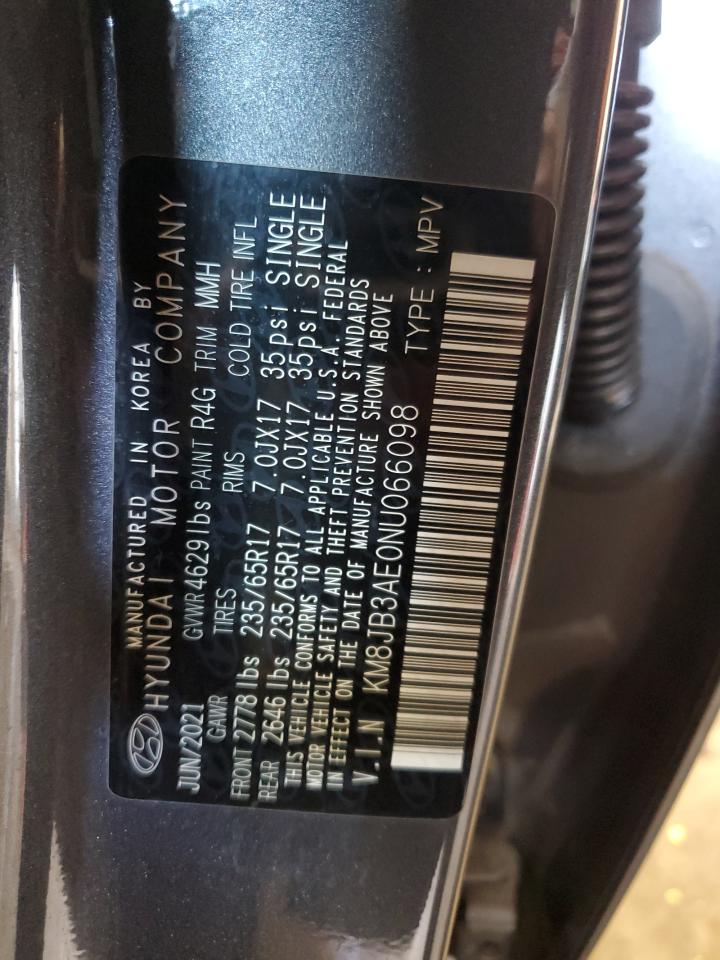 MANUFACTURED IN KOREA BY
HYUNDAI MOTOR COMPANY
JUN/2021 GVWR 4629lbs PAINT R4G TRIM MMH
GAWR TIRES RIMS COLD TIRE INFL
FRONT 2778 lbs 235/65R17 7.0JX17 35psi SINGLE
REAR 2646 lbs 235/65R17 7.0JX17 35psi SINGLE
THIS VEHICLE CONFORMS TO ALL APPLICABLE U.S.A. FEDERAL
MOTOR VEHICLE SAFETY AND THEFT PREVENTION STANDARDS
IN EFFECT ON THE DATE OF MANUFACTURE SHOWN ABOVE
V.I.N KM8JB3AE0NU066098 TYPE : MPV